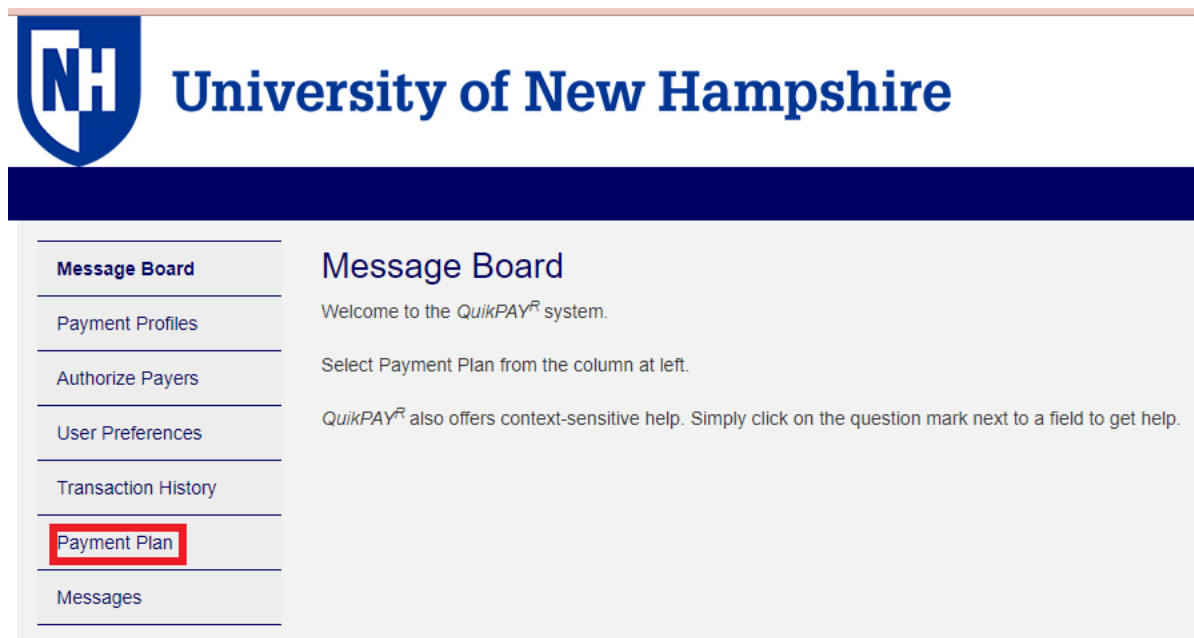 NH
University of New Hampshire
Message Board
Payment Profiles
Authorize Payers
User Preferences
Transaction History
Payment Plan
Messages
Message Board
Welcome to the QuikPAYᴿ system.
Select Payment Plan from the column at left.
QuikPAYᴿ also offers context-sensitive help. Simply click on the question mark next to a field to get help.